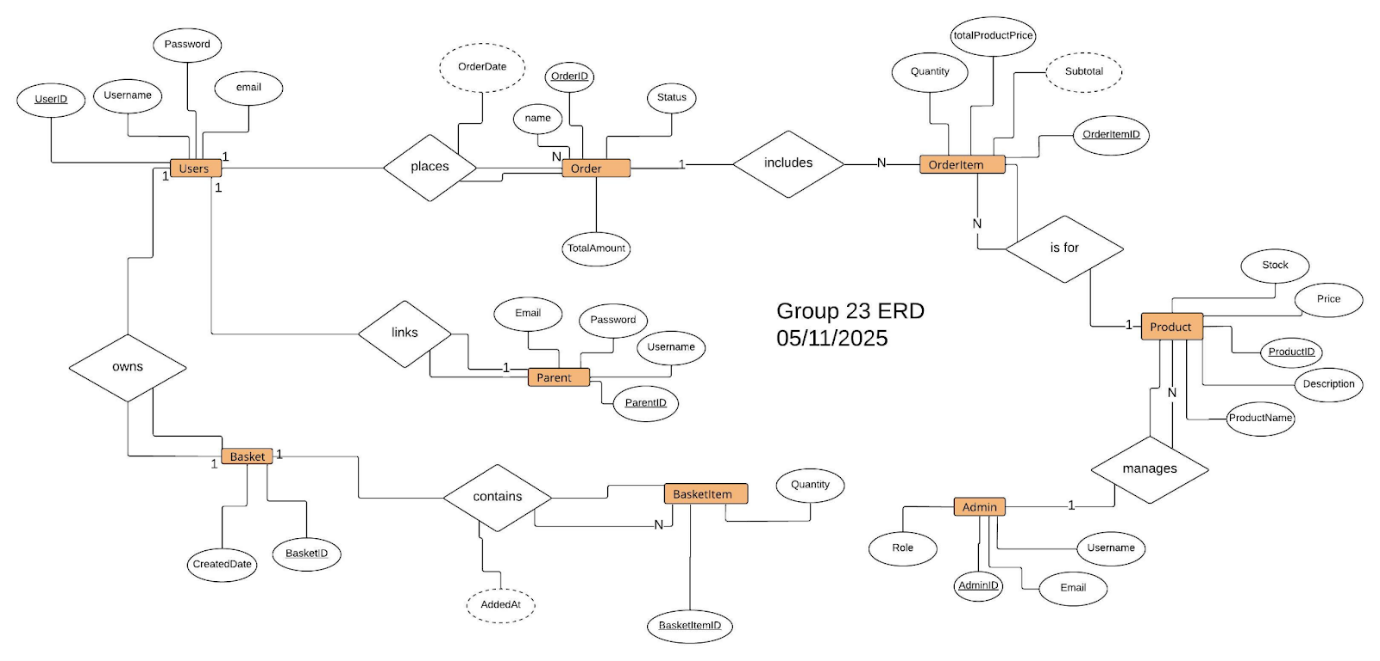 Password
UserID
Username
email
Users
1
1
1
places
OrderDate
OrderID
name
Status
N
Order
1
TotalAmount
includes
N
totalProductPrice
Quantity
Subtotal
OrderItemID
OrderItem
N
is for
Stock
Price
1
Product
ProductID
Description
N
ProductName
Group 23 ERD
05/11/2025
links
Email
Password
Username
1
Parent
ParentID
owns
1
Basket
1
CreatedDate
BasketID
contains
N
AddedAt
BasketItem
Quantity
BasketItemID
manages
1
Admin
Role
Username
AdminID
Email